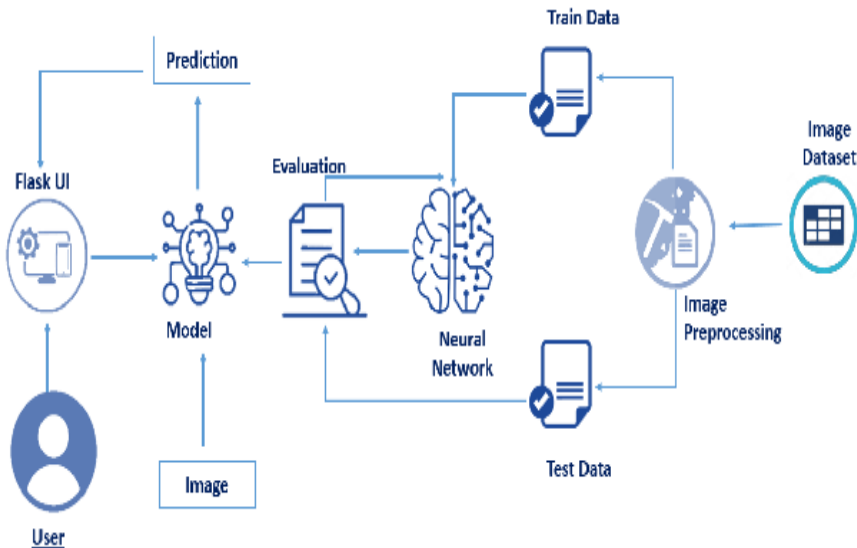 Train Data
Prediction
Image
Dataset
Evaluation
Flask UI
Model
Neural
Network
Image
Preprocessing
Image
Test Data
User